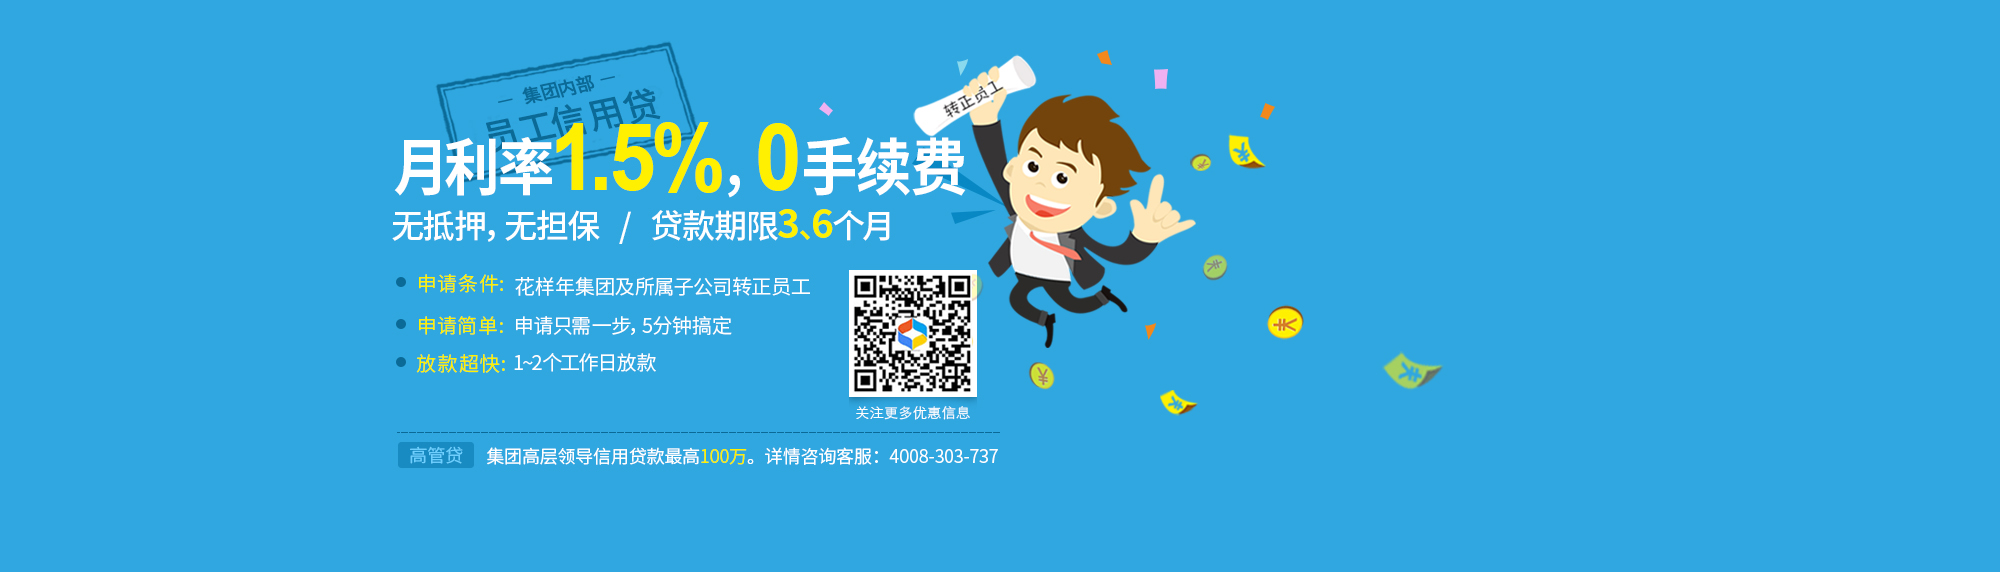 — 集团内部 —
员工信用贷
月利率1.5%，0手续费
无抵押，无担保 / 贷款期限3、6个月
转正员工
申请条件：花样年集团及所属子公司转正员工
申请简单：申请只需一步，5分钟搞定
放款超快：1~2个工作日放款
关注更多优惠信息
高管贷 集团高层领导信用贷款最高100万。详情咨询客服：4008-303-737